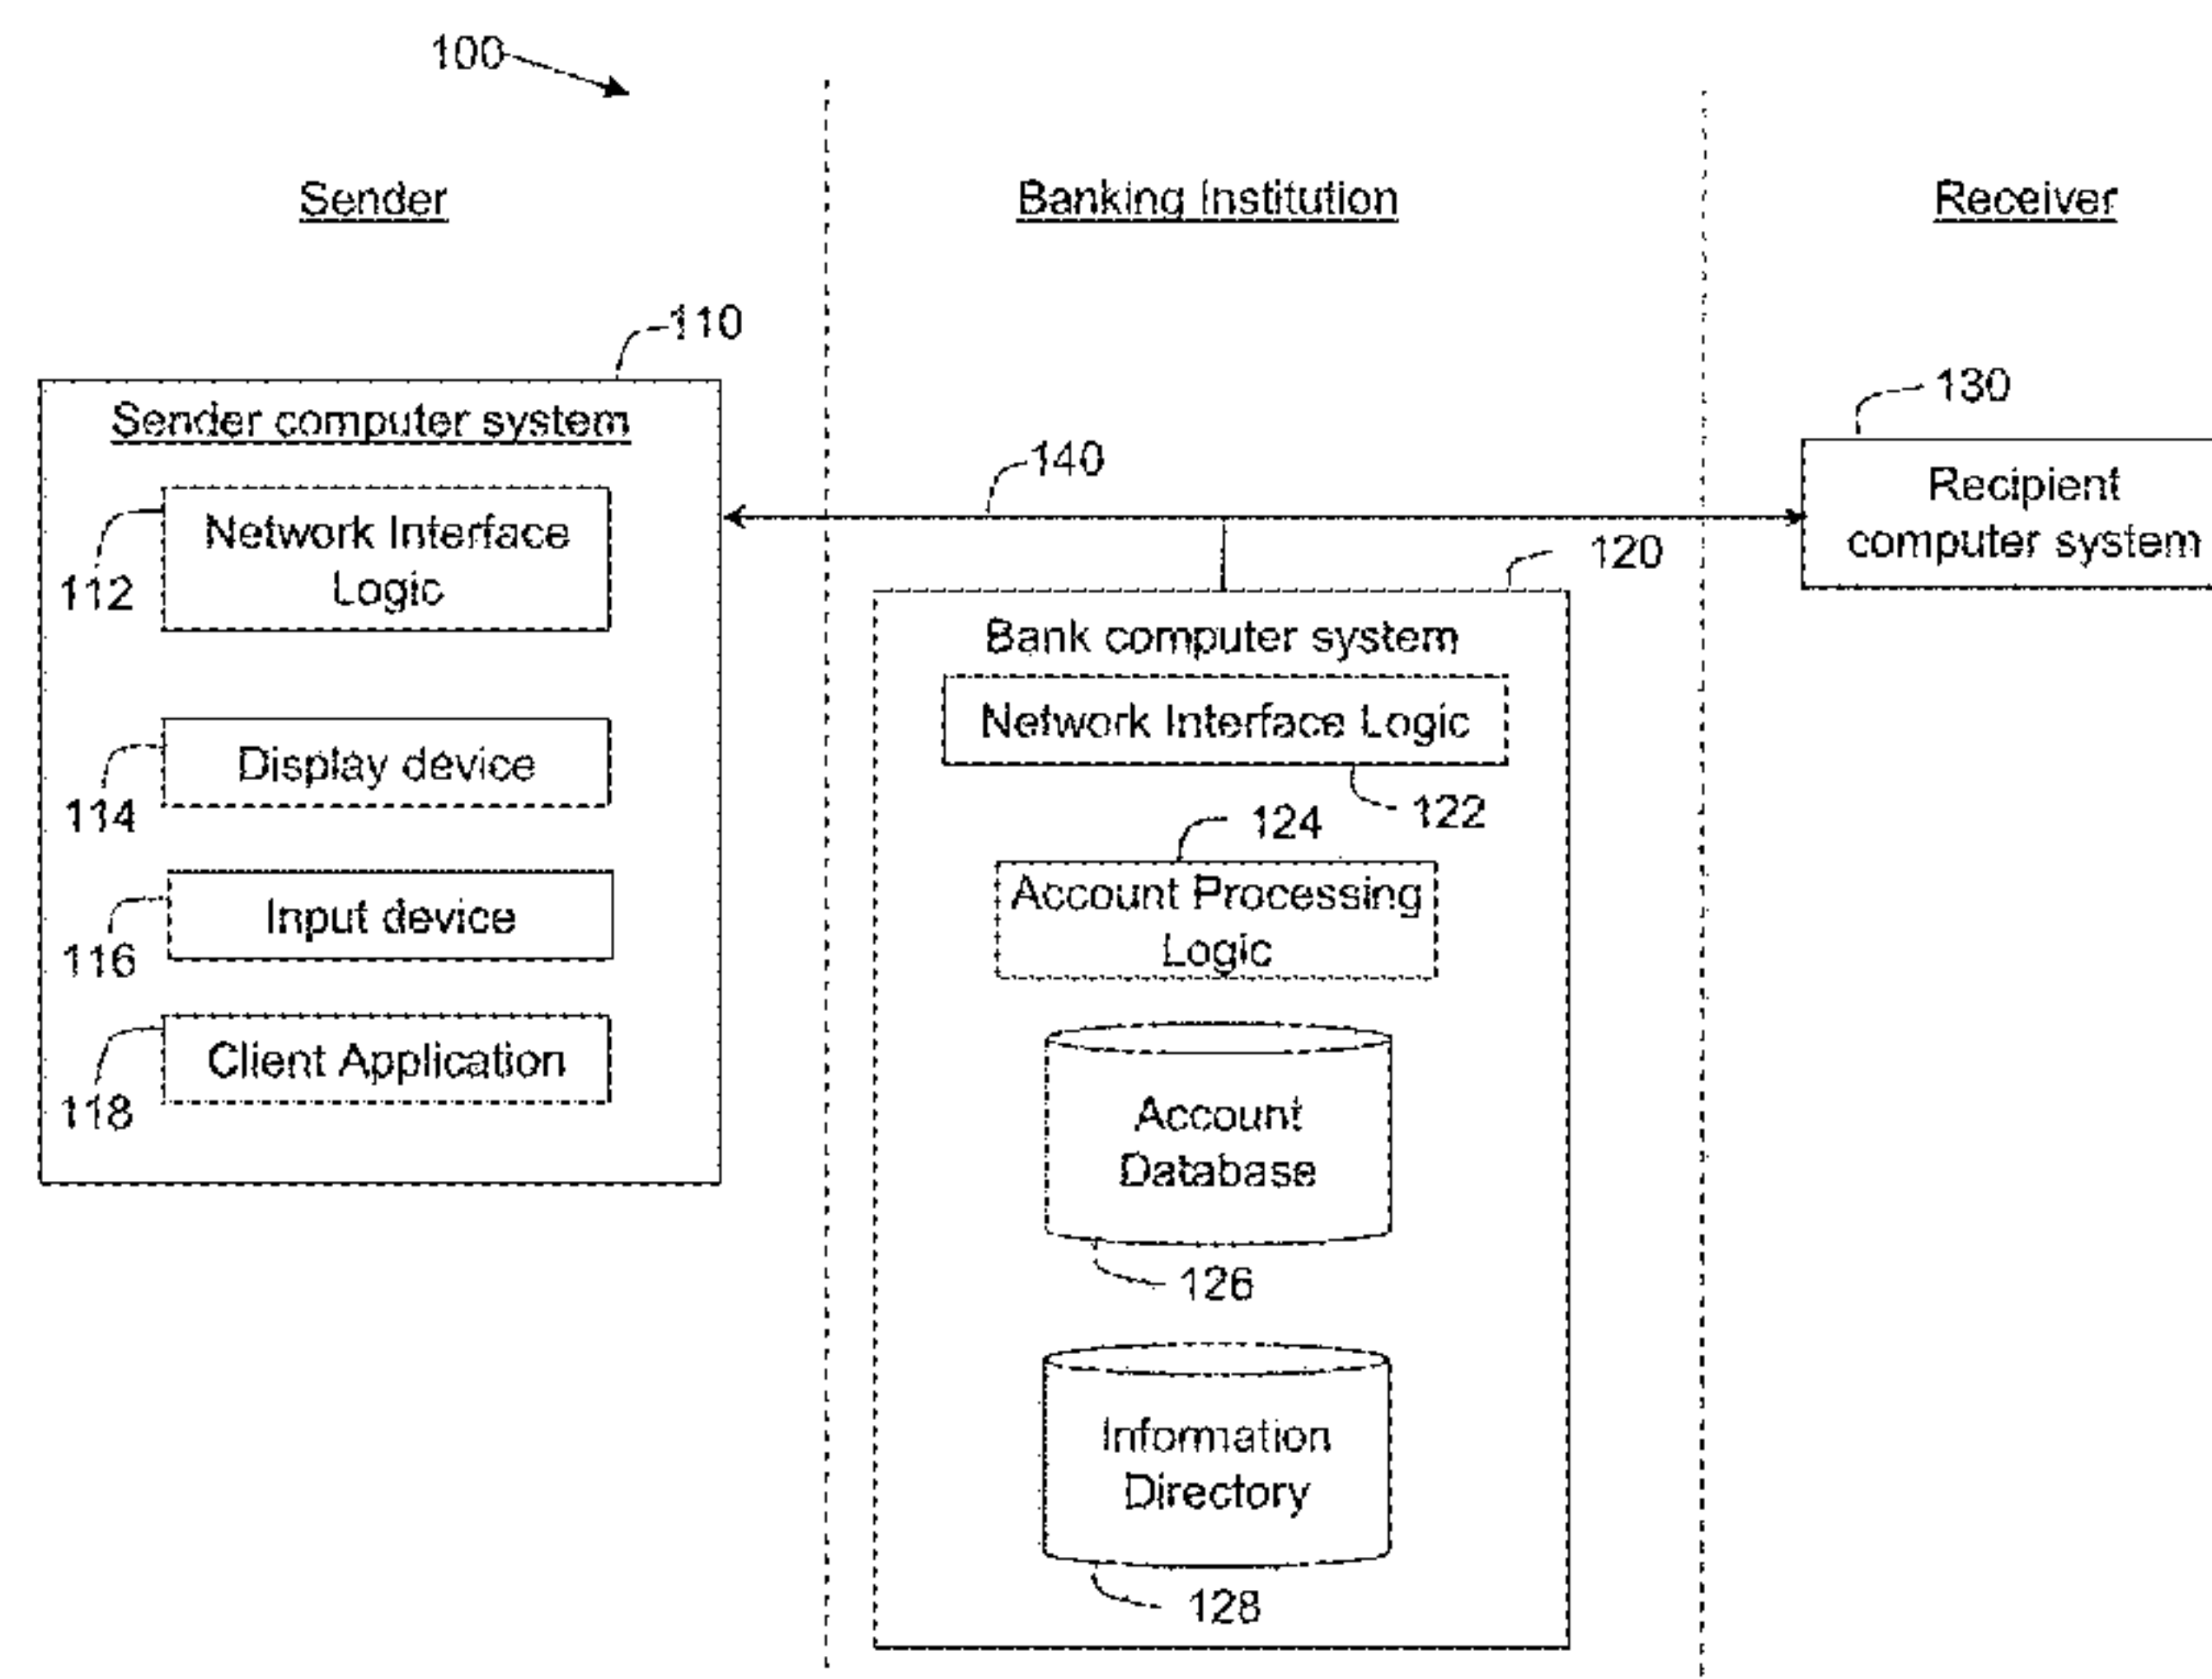 100
Sender
Banking Institution
Receiver
110
Sender computer system
Network Interface
Logic
112
Display device
114
Input device
116
Client Application
118
140
120
Bank computer system
Network Interface Logic
122
124
Account Processing
Logic
Account
Database
126
Information
Directory
128
130
Recipient
computer system